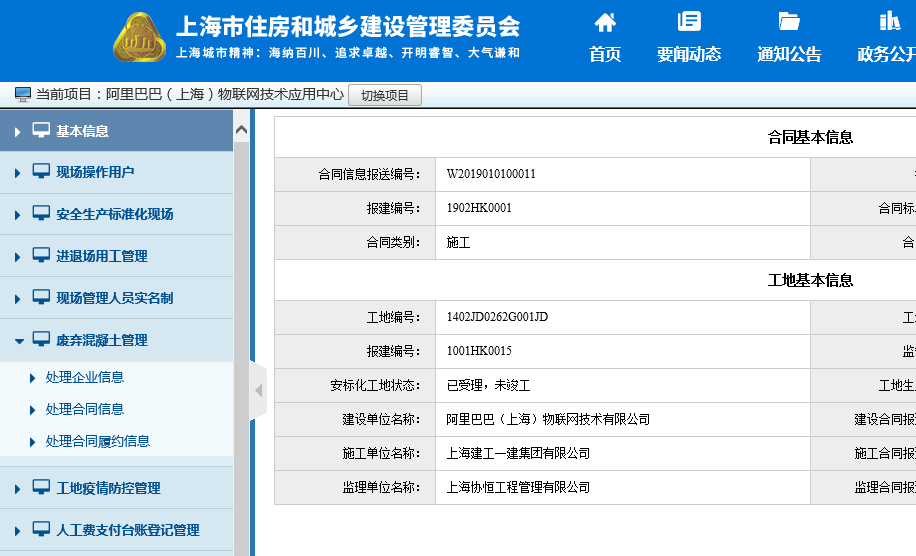 上海市住房和城乡建设管理委员会
上海城市精神：海纳百川、追求卓越、开明睿智、大气谦和
首页
要闻动态
通知公告
政务公开
当前项目：阿里巴巴（上海）物联网技术应用中心
切换项目
基本信息
现场操作用户
安全生产标准化现场
进退场用工管理
现场管理人员实名制
废弃混凝土管理
处理企业信息
处理合同信息
处理合同履约信息
工地疫情防控管理
人工费支付台账登记管理
合同基本信息
合同信息报送编号： W2019010100011
报建编号： 1902HK0001 合同标
合同类别： 施工 合
工地基本信息
工地编号： 1402JD0262G001JD
报建编号： 1001HK0015
安标化工地状态： 已受理，未竣工 工地生
建设单位名称： 阿里巴巴（上海）物联网技术有限公司 建设合同报
施工单位名称： 上海建工一建集团有限公司 施工合同报
监理单位名称： 上海协恒工程管理有限公司 监理合同报